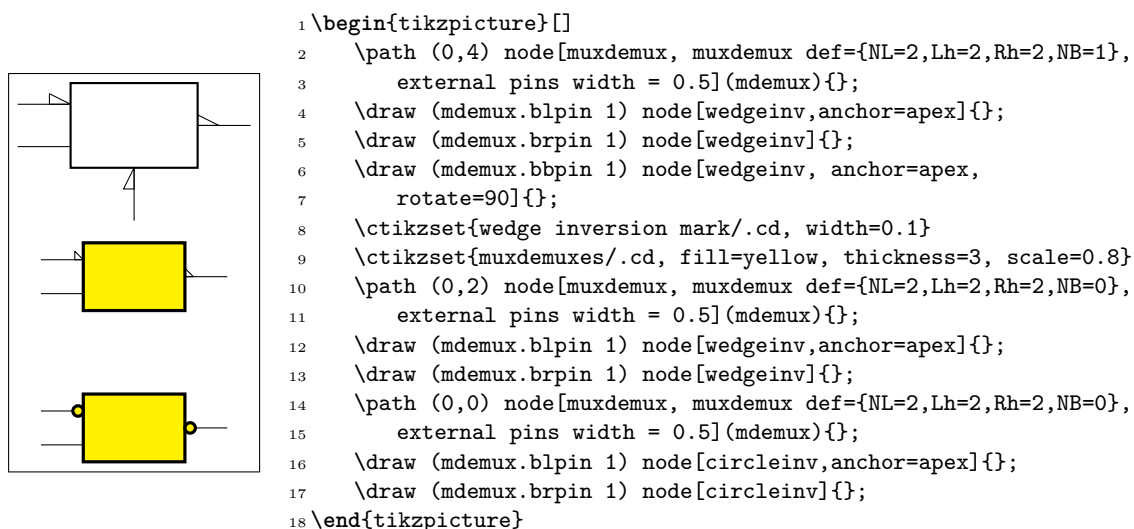 1 \begin{tikzpicture}[]
2 \path (0,4) node[muxdemux, muxdemux def={NL=2,Lh=2,Rh=2,NB=1},
3 external pins width = 0.5](mdemux){};
4 \draw (mdemux.blpin 1) node[wedgeinv,anchor=apex]{};
5 \draw (mdemux.brpin 1) node[wedgeinv]{};
6 \draw (mdemux.bbpin 1) node[wedgeinv, anchor=apex,
7 rotate=90]{};
8 \ctikzset{wedge inversion mark/.cd, width=0.1}
9 \ctikzset{muxdemuxes/.cd, fill=yellow, thickness=3, scale=0.8}
10 \path (0,2) node[muxdemux, muxdemux def={NL=2,Lh=2,Rh=2,NB=0},
11 external pins width = 0.5](mdemux){};
12 \draw (mdemux.blpin 1) node[wedgeinv,anchor=apex]{};
13 \draw (mdemux.brpin 1) node[wedgeinv]{};
14 \path (0,0) node[muxdemux, muxdemux def={NL=2,Lh=2,Rh=2,NB=0},
15 external pins width = 0.5](mdemux){};
16 \draw (mdemux.blpin 1) node[circleinv,anchor=apex]{};
17 \draw (mdemux.brpin 1) node[circleinv]{};
18 \end{tikzpicture}